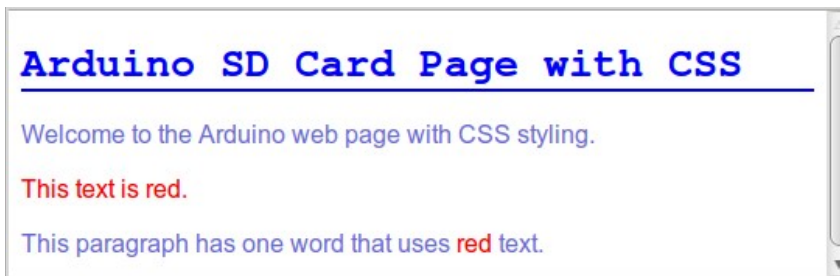 Arduino SD Card Page with CSS
Welcome to the Arduino web page with CSS styling.
This text is red.
This paragraph has one word that uses red text.